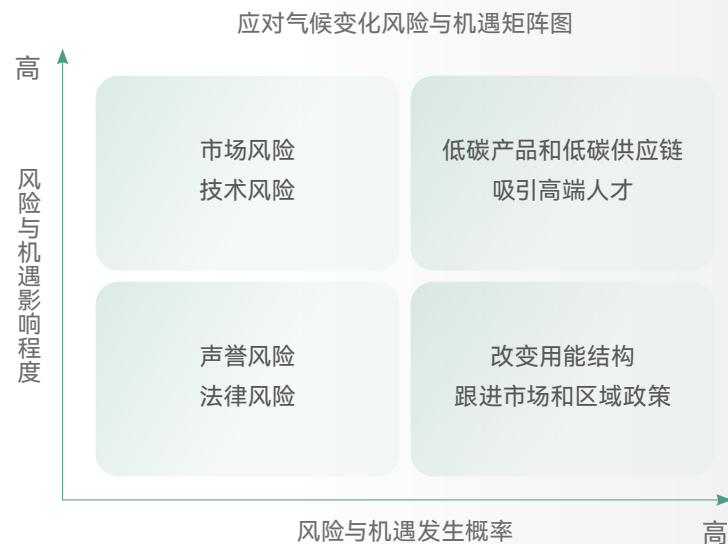 应对气候变化风险与机遇矩阵图
高
风险与机遇影响程度
市场风险
技术风险
低碳产品和低碳供应链
吸引高端人才
声誉风险
法律风险
改变用能结构
跟进市场和区域政策
风险与机遇发生概率
高